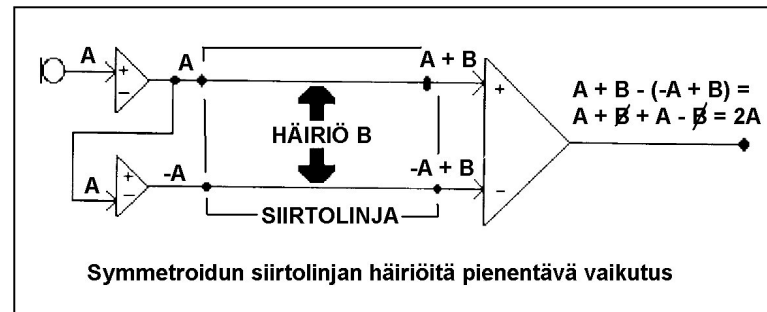 A
+
−
A
A + B
+
A + B - (-A + B) =
A + B + A - B = 2A
HÄIRIÖ B
A
+
−
-A
-A + B
−
SIIRTOLINJA
Symmetroidun siirtolinjan häiriöitä pienentävä vaikutus